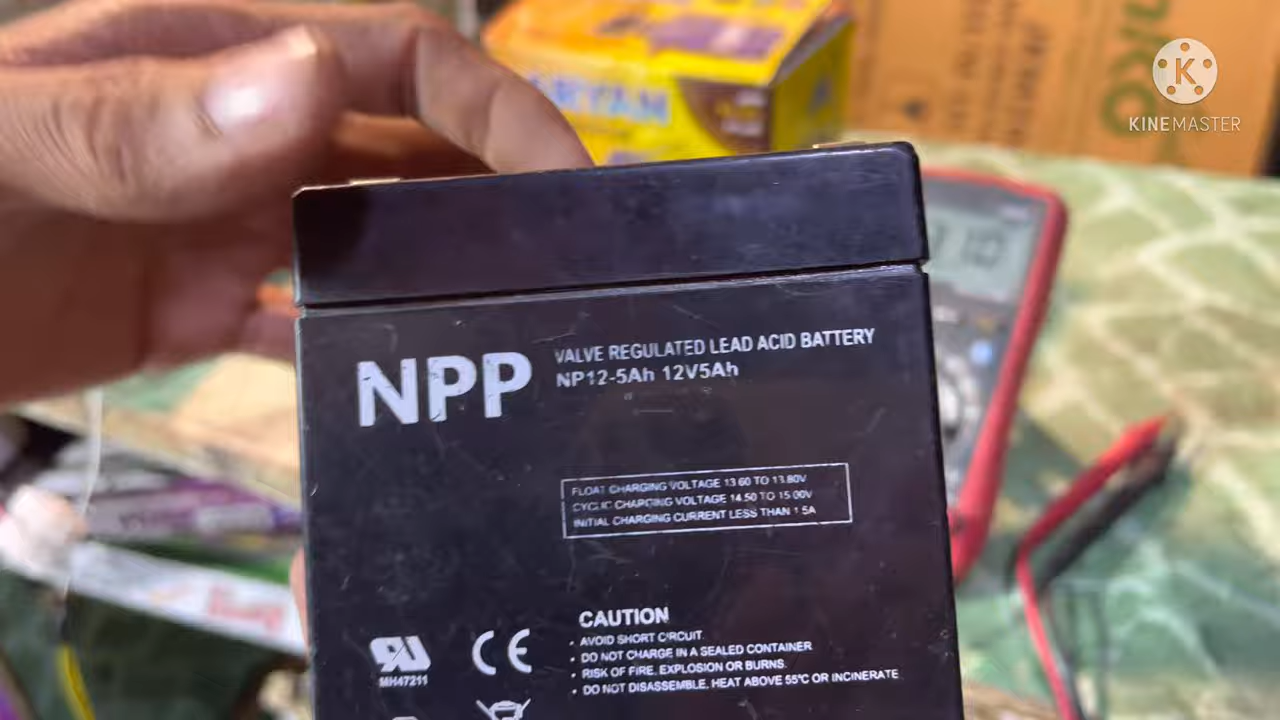 KINEMASTER
NPP
VALVE REGULATED LEAD ACID BATTERY
NP12-5Ah 12V5Ah
FLOAT CHARGING VOLTAGE 13.60 TO 13.80V
CYCLIC CHARGING VOLTAGE 14.50 TO 15.00V
INITIAL CHARGING CURRENT LESS THAN 1.5A
CAUTION
• AVOID SHORT CIRCUIT.
• DO NOT CHARGE IN A SEALED CONTAINER
• RISK OF FIRE, EXPLOSION OR BURNS.
• DO NOT DISASSEMBLE, HEAT ABOVE 55°C OR INCINERATE
MH47211
CE